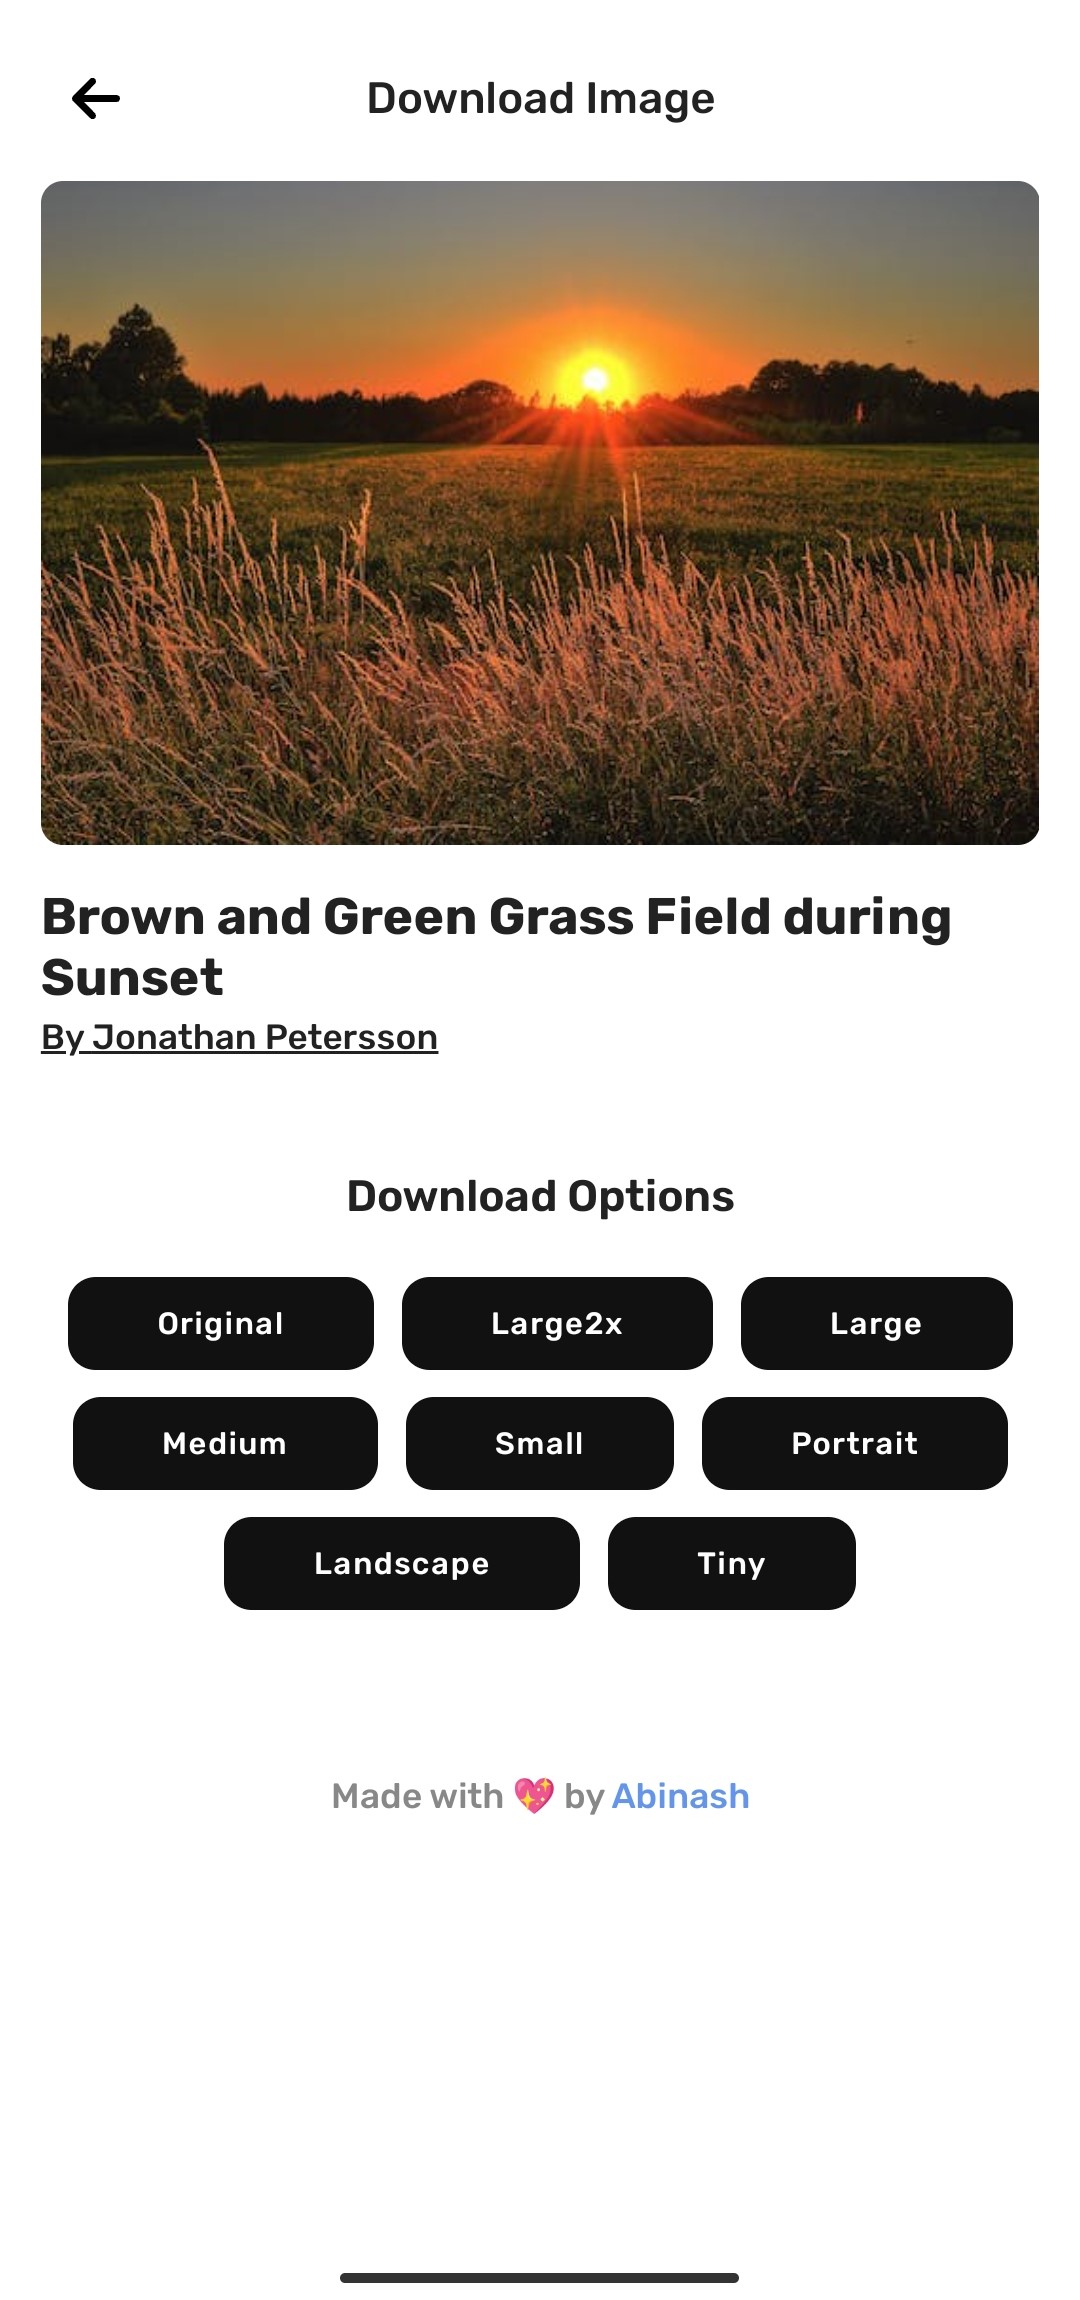 Download Image
Brown and Green Grass Field during
Sunset
By Jonathan Petersson
Download Options
Original Large2x Large
Medium Small Portrait
Landscape Tiny
Made with 💖 by Abinash